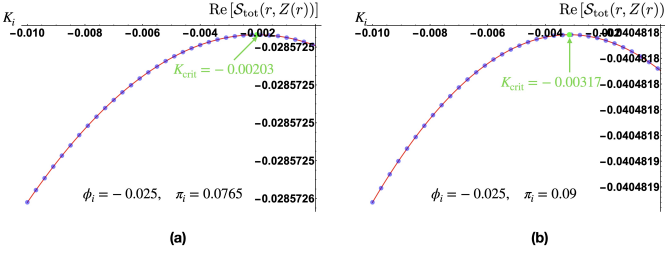 Re [𝒮_tot(r, Z(r))]
K_i
-0.010 -0.008 -0.006 -0.004 -0.002
-0.0285725
K_crit = − 0.00203
-0.0285725
-0.0285725
-0.0285725
ϕ_i = − 0.025, π_i = 0.0765
-0.0285726
(a)
Re [𝒮_tot(r, Z(r))]
K_i
-0.010 -0.008 -0.006 -0.004
-0.0404818
-0.0404818
K_crit = − 0.00317
-0.0404818
-0.0404818
-0.0404818
-0.0404819
ϕ_i = − 0.025, π_i = 0.09
-0.0404819
(b)